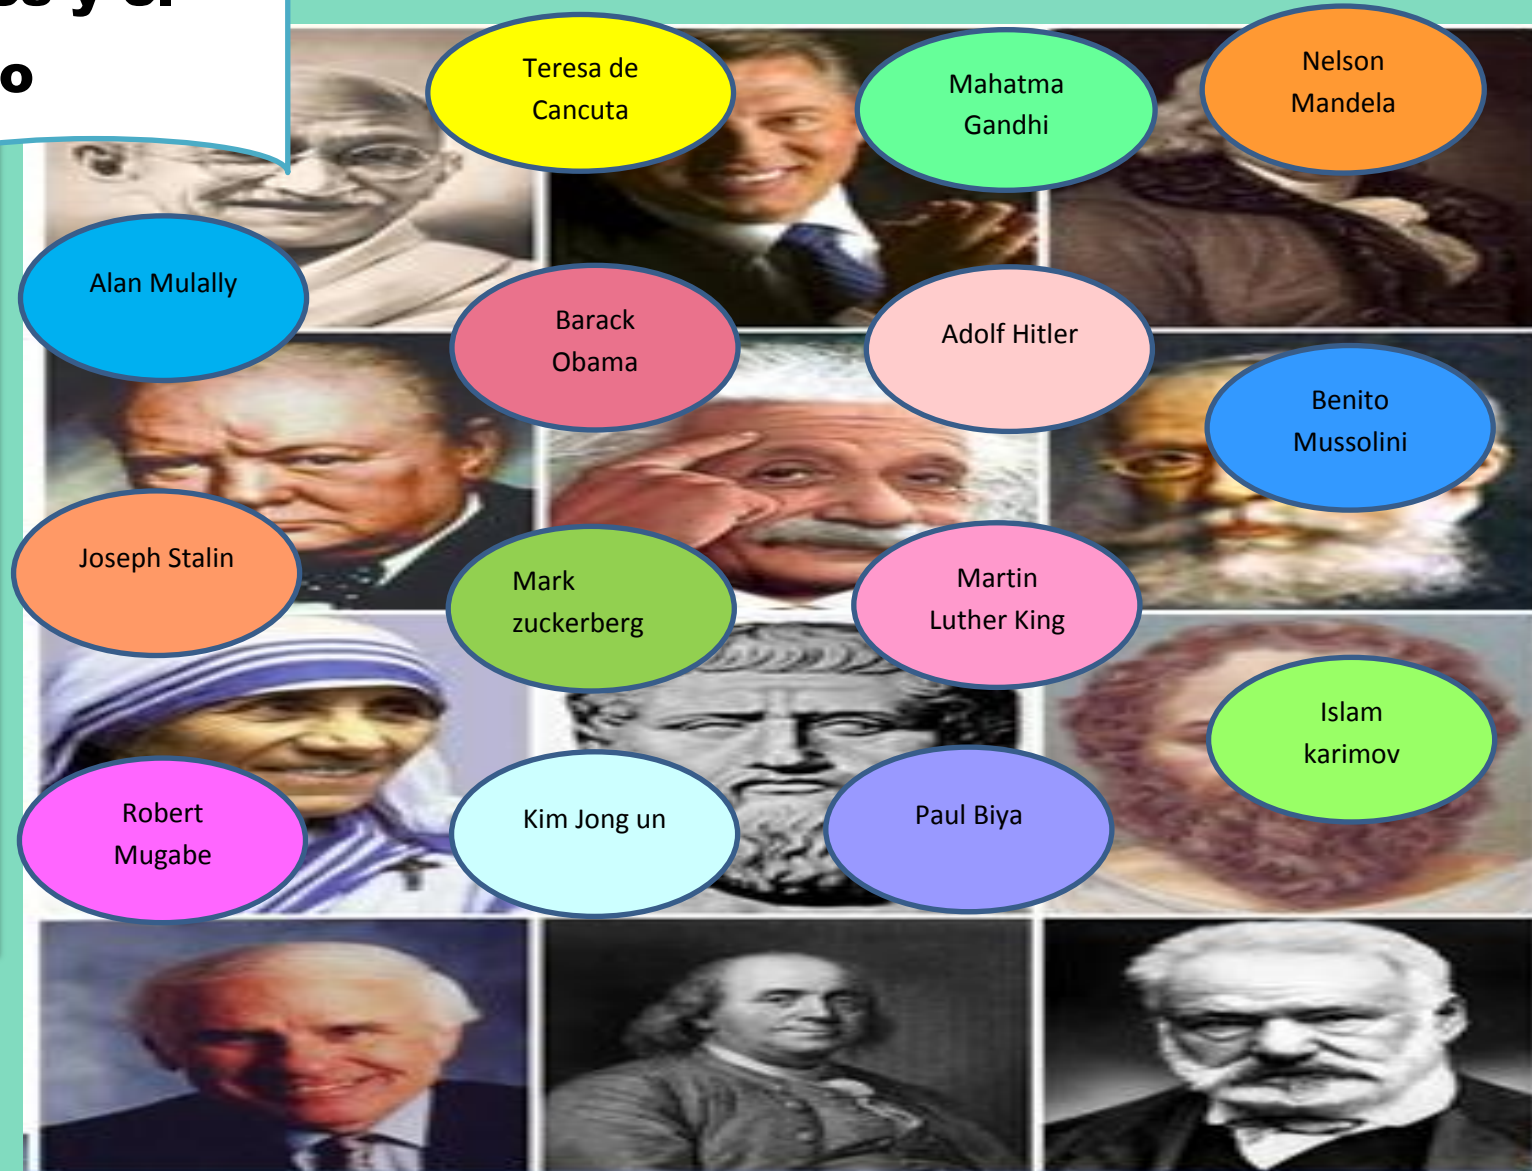 o
Teresa de
Cancuta
Mahatma
Gandhi
Nelson
Mandela
Alan Mulally
Barack
Obama
Adolf Hitler
Benito
Mussolini
Joseph Stalin
Mark
zuckerberg
Martin
Luther King
Islam
karimov
Robert
Mugabe
Kim Jong un
Paul Biya